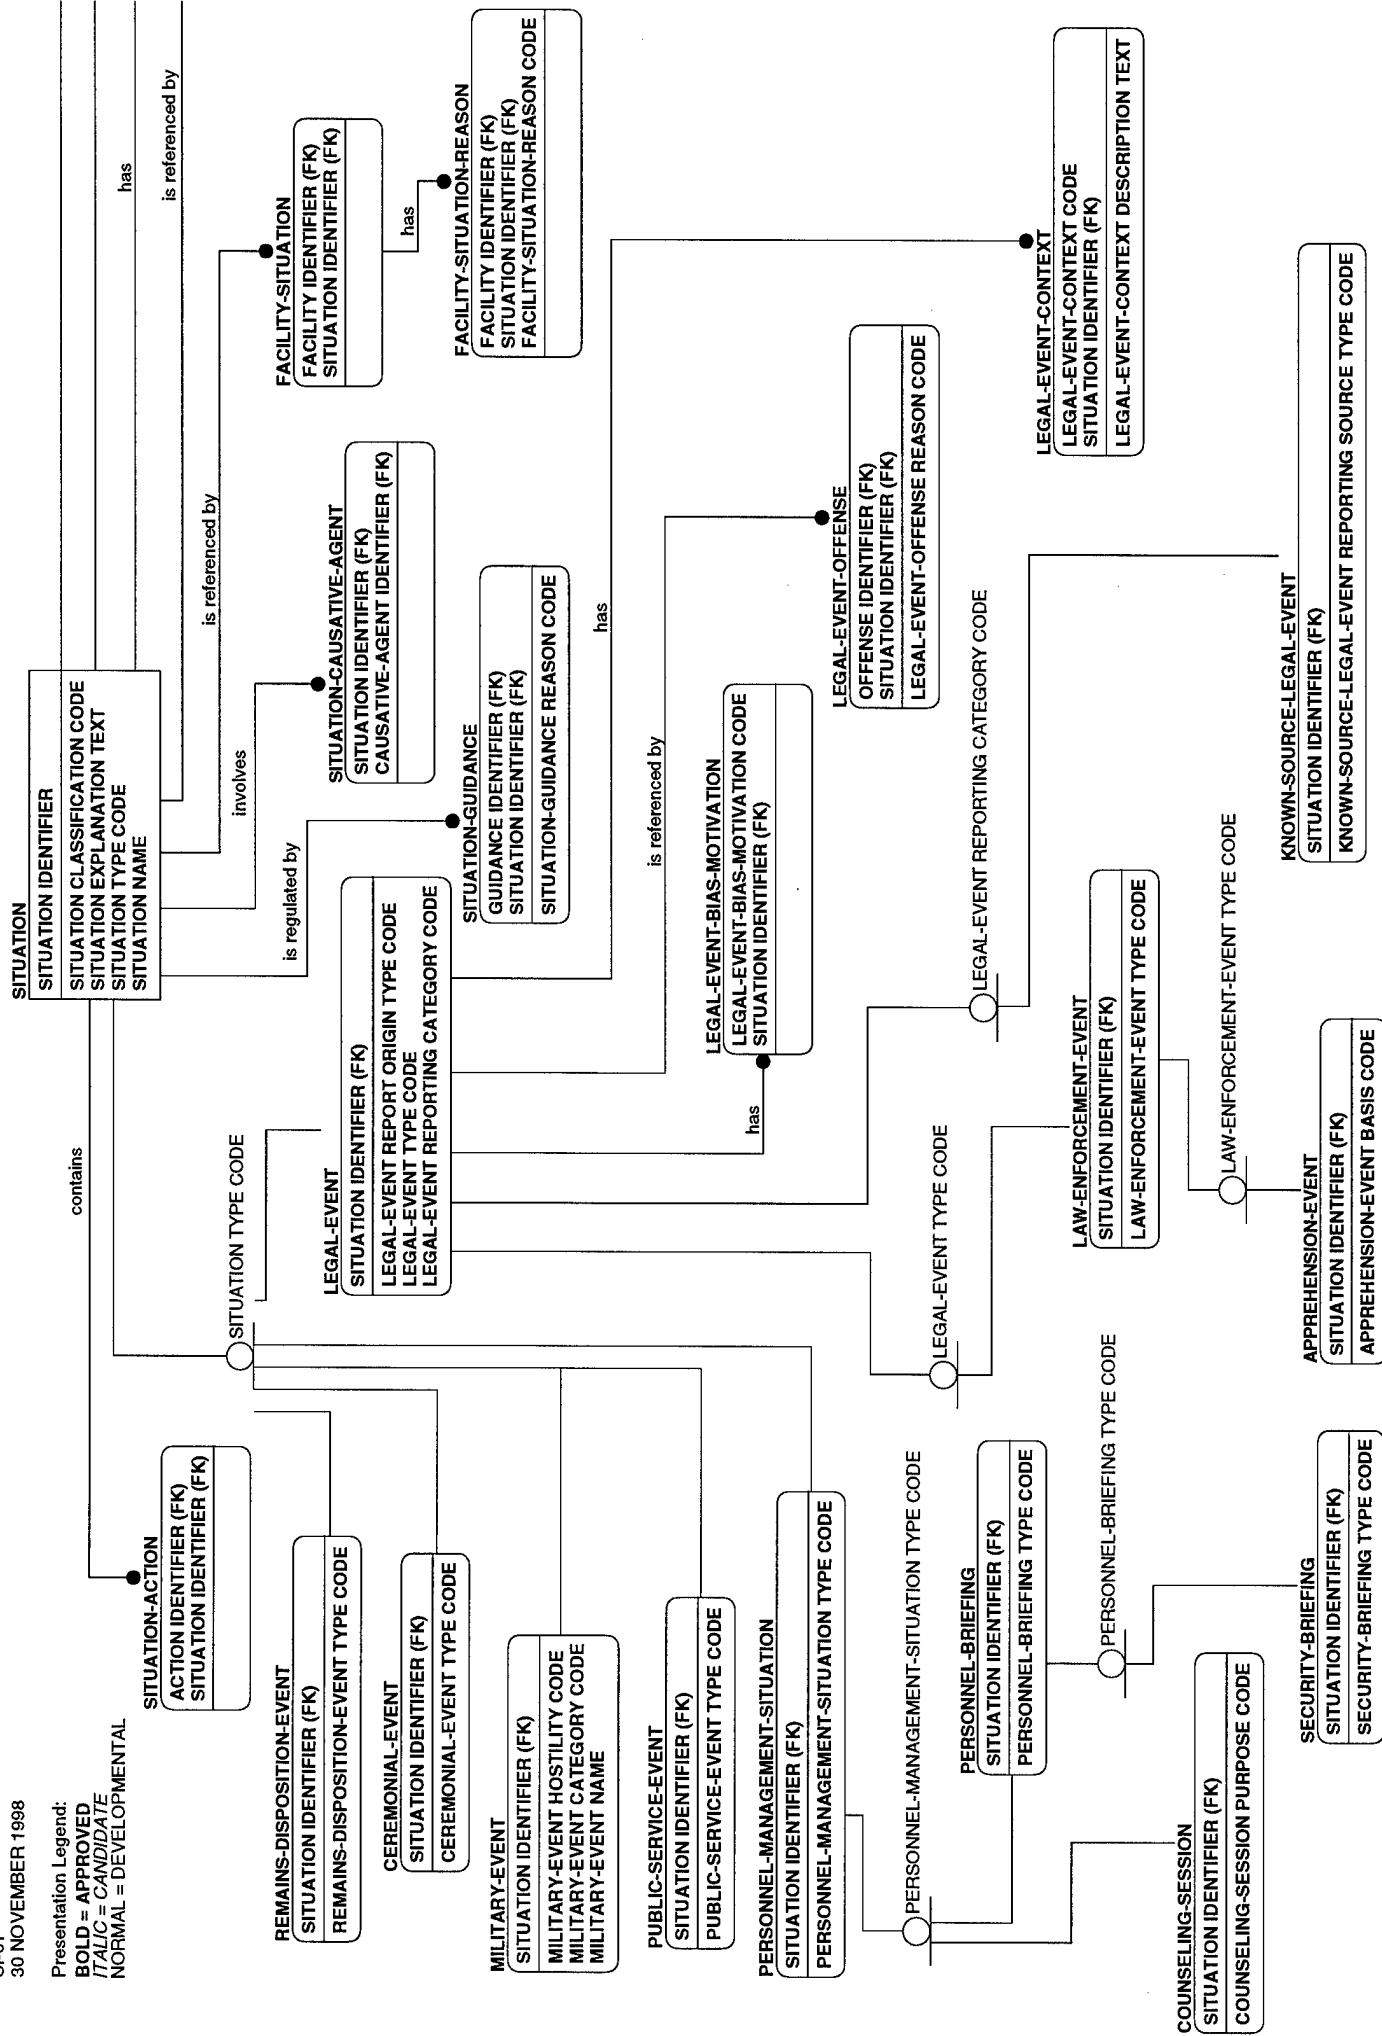 30 NOVEMBER 1998
Presentation Legend:
BOLD = APPROVED
ITALIC = CANDIDATE
NORMAL = DEVELOPMENTAL
SITUATION
SITUATION IDENTIFIER
SITUATION CLASSIFICATION CODE
SITUATION EXPLANATION TEXT
SITUATION TYPE CODE
SITUATION NAME
contains
is regulated by
involves
is referenced by
has
is referenced by
SITUATION-ACTION
ACTION IDENTIFIER (FK)
SITUATION IDENTIFIER (FK)
SITUATION TYPE CODE
REMAINS-DISPOSITION-EVENT
SITUATION IDENTIFIER (FK)
REMAINS-DISPOSITION-EVENT TYPE CODE
CEREMONIAL-EVENT
SITUATION IDENTIFIER (FK)
CEREMONIAL-EVENT TYPE CODE
MILITARY-EVENT
SITUATION IDENTIFIER (FK)
MILITARY-EVENT HOSTILITY CODE
MILITARY-EVENT CATEGORY CODE
MILITARY-EVENT NAME
PUBLIC-SERVICE-EVENT
SITUATION IDENTIFIER (FK)
PUBLIC-SERVICE-EVENT TYPE CODE
PERSONNEL-MANAGEMENT-SITUATION
SITUATION IDENTIFIER (FK)
PERSONNEL-MANAGEMENT-SITUATION TYPE CODE
PERSONNEL-MANAGEMENT-SITUATION TYPE CODE
PERSONNEL-BRIEFING
SITUATION IDENTIFIER (FK)
PERSONNEL-BRIEFING TYPE CODE
PERSONNEL-BRIEFING TYPE CODE
COUNSELING-SESSION
SITUATION IDENTIFIER (FK)
COUNSELING-SESSION PURPOSE CODE
SECURITY-BRIEFING
SITUATION IDENTIFIER (FK)
SECURITY-BRIEFING TYPE CODE
LEGAL-EVENT
SITUATION IDENTIFIER (FK)
LEGAL-EVENT REPORT ORIGIN TYPE CODE
LEGAL-EVENT TYPE CODE
LEGAL-EVENT REPORTING CATEGORY CODE
has
is referenced by
has
LEGAL-EVENT TYPE CODE
LAW-ENFORCEMENT-EVENT
SITUATION IDENTIFIER (FK)
LAW-ENFORCEMENT-EVENT TYPE CODE
LAW-ENFORCEMENT-EVENT TYPE CODE
APPREHENSION-EVENT
SITUATION IDENTIFIER (FK)
APPREHENSION-EVENT BASIS CODE
LEGAL-EVENT-BIAS-MOTIVATION
LEGAL-EVENT-BIAS-MOTIVATION CODE
SITUATION IDENTIFIER (FK)
LEGAL-EVENT REPORTING CATEGORY CODE
KNOWN-SOURCE-LEGAL-EVENT
SITUATION IDENTIFIER (FK)
KNOWN-SOURCE-LEGAL-EVENT REPORTING SOURCE TYPE CODE
SITUATION-CAUSATIVE-AGENT
SITUATION IDENTIFIER (FK)
CAUSATIVE-AGENT IDENTIFIER (FK)
SITUATION-GUIDANCE
GUIDANCE IDENTIFIER (FK)
SITUATION IDENTIFIER (FK)
SITUATION-GUIDANCE REASON CODE
LEGAL-EVENT-OFFENSE
OFFENSE IDENTIFIER (FK)
SITUATION IDENTIFIER (FK)
LEGAL-EVENT-OFFENSE REASON CODE
FACILITY-SITUATION
FACILITY IDENTIFIER (FK)
SITUATION IDENTIFIER (FK)
has
FACILITY-SITUATION-REASON
FACILITY IDENTIFIER (FK)
SITUATION IDENTIFIER (FK)
FACILITY-SITUATION-REASON CODE
LEGAL-EVENT-CONTEXT
LEGAL-EVENT-CONTEXT CODE
SITUATION IDENTIFIER (FK)
LEGAL-EVENT-CONTEXT DESCRIPTION TEXT